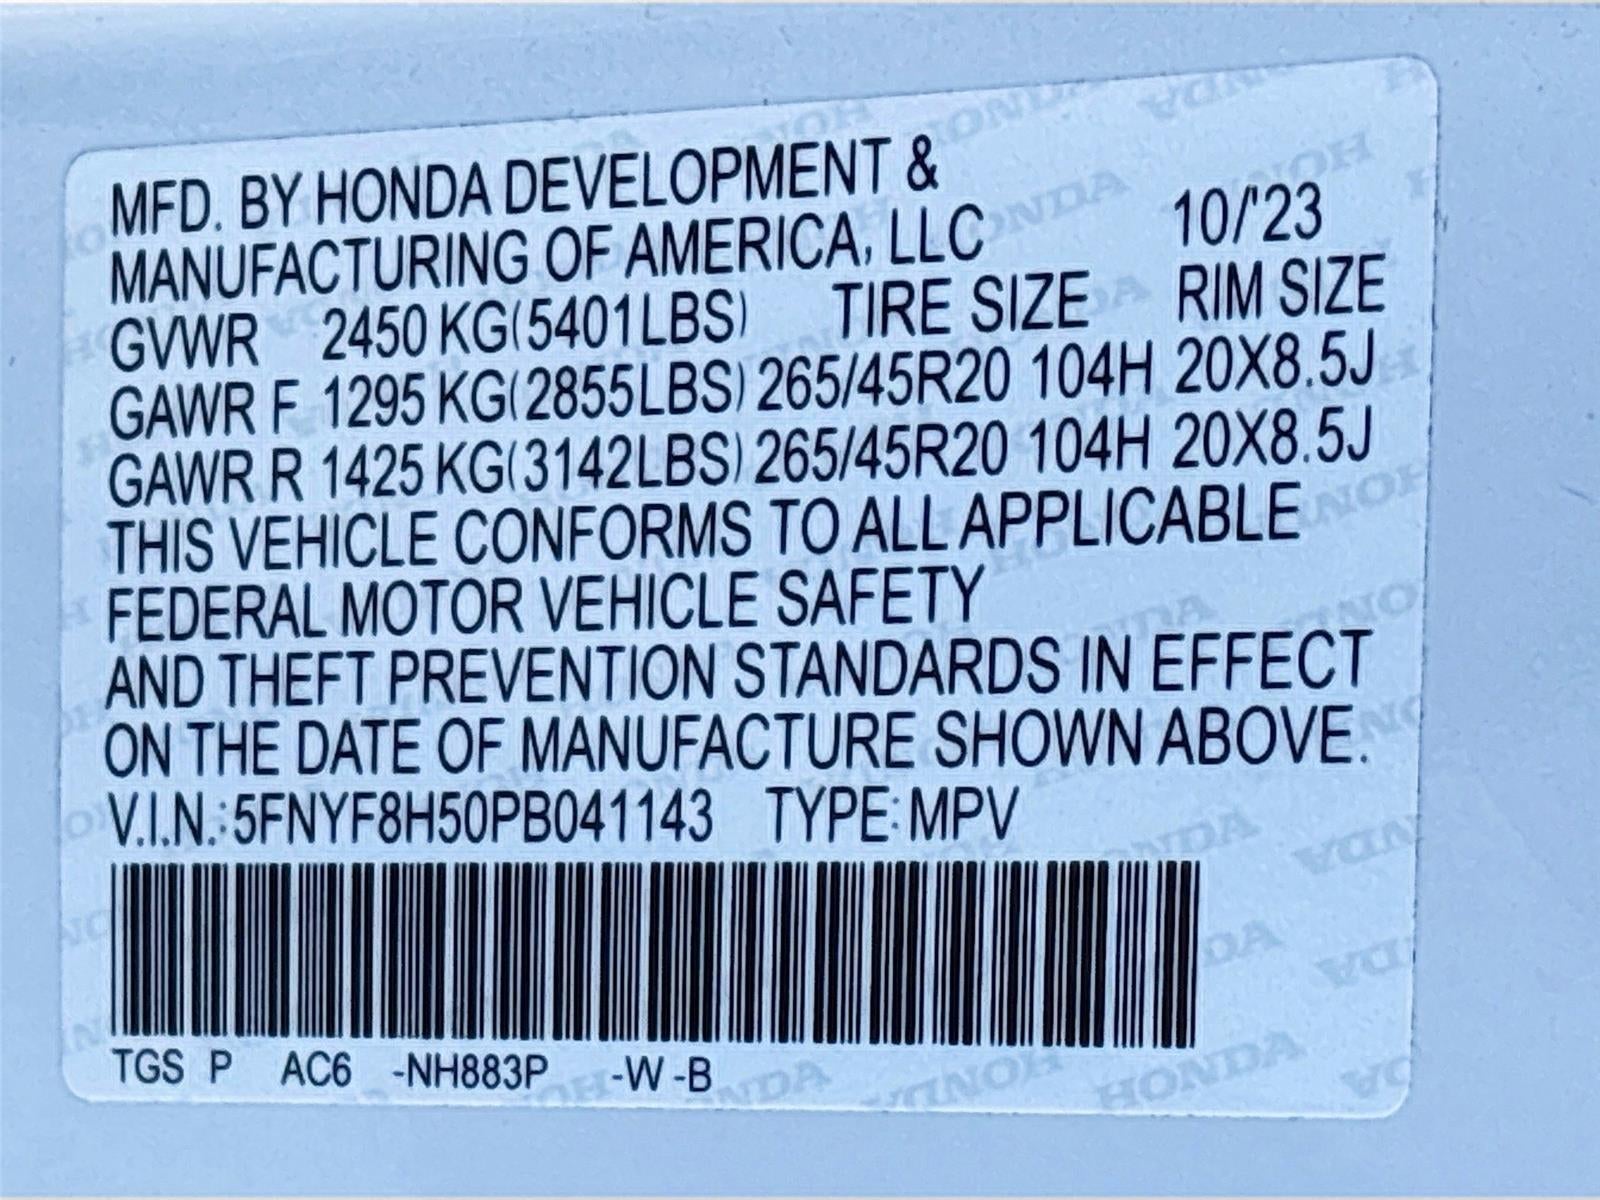 MFD. BY HONDA DEVELOPMENT &
MANUFACTURING OF AMERICA, LLC 10/'23
GVWR 2450 KG(5401LBS) TIRE SIZE RIM SIZE
GAWR F 1295 KG(2855LBS) 265/45R20 104H 20X8.5J
GAWR R 1425 KG(3142LBS) 265/45R20 104H 20X8.5J
THIS VEHICLE CONFORMS TO ALL APPLICABLE
FEDERAL MOTOR VEHICLE SAFETY
AND THEFT PREVENTION STANDARDS IN EFFECT
ON THE DATE OF MANUFACTURE SHOWN ABOVE.
V.I.N.:5FNYF8H50PB041143 TYPE:MPV
TGS P AC6 -NH883P -W -B